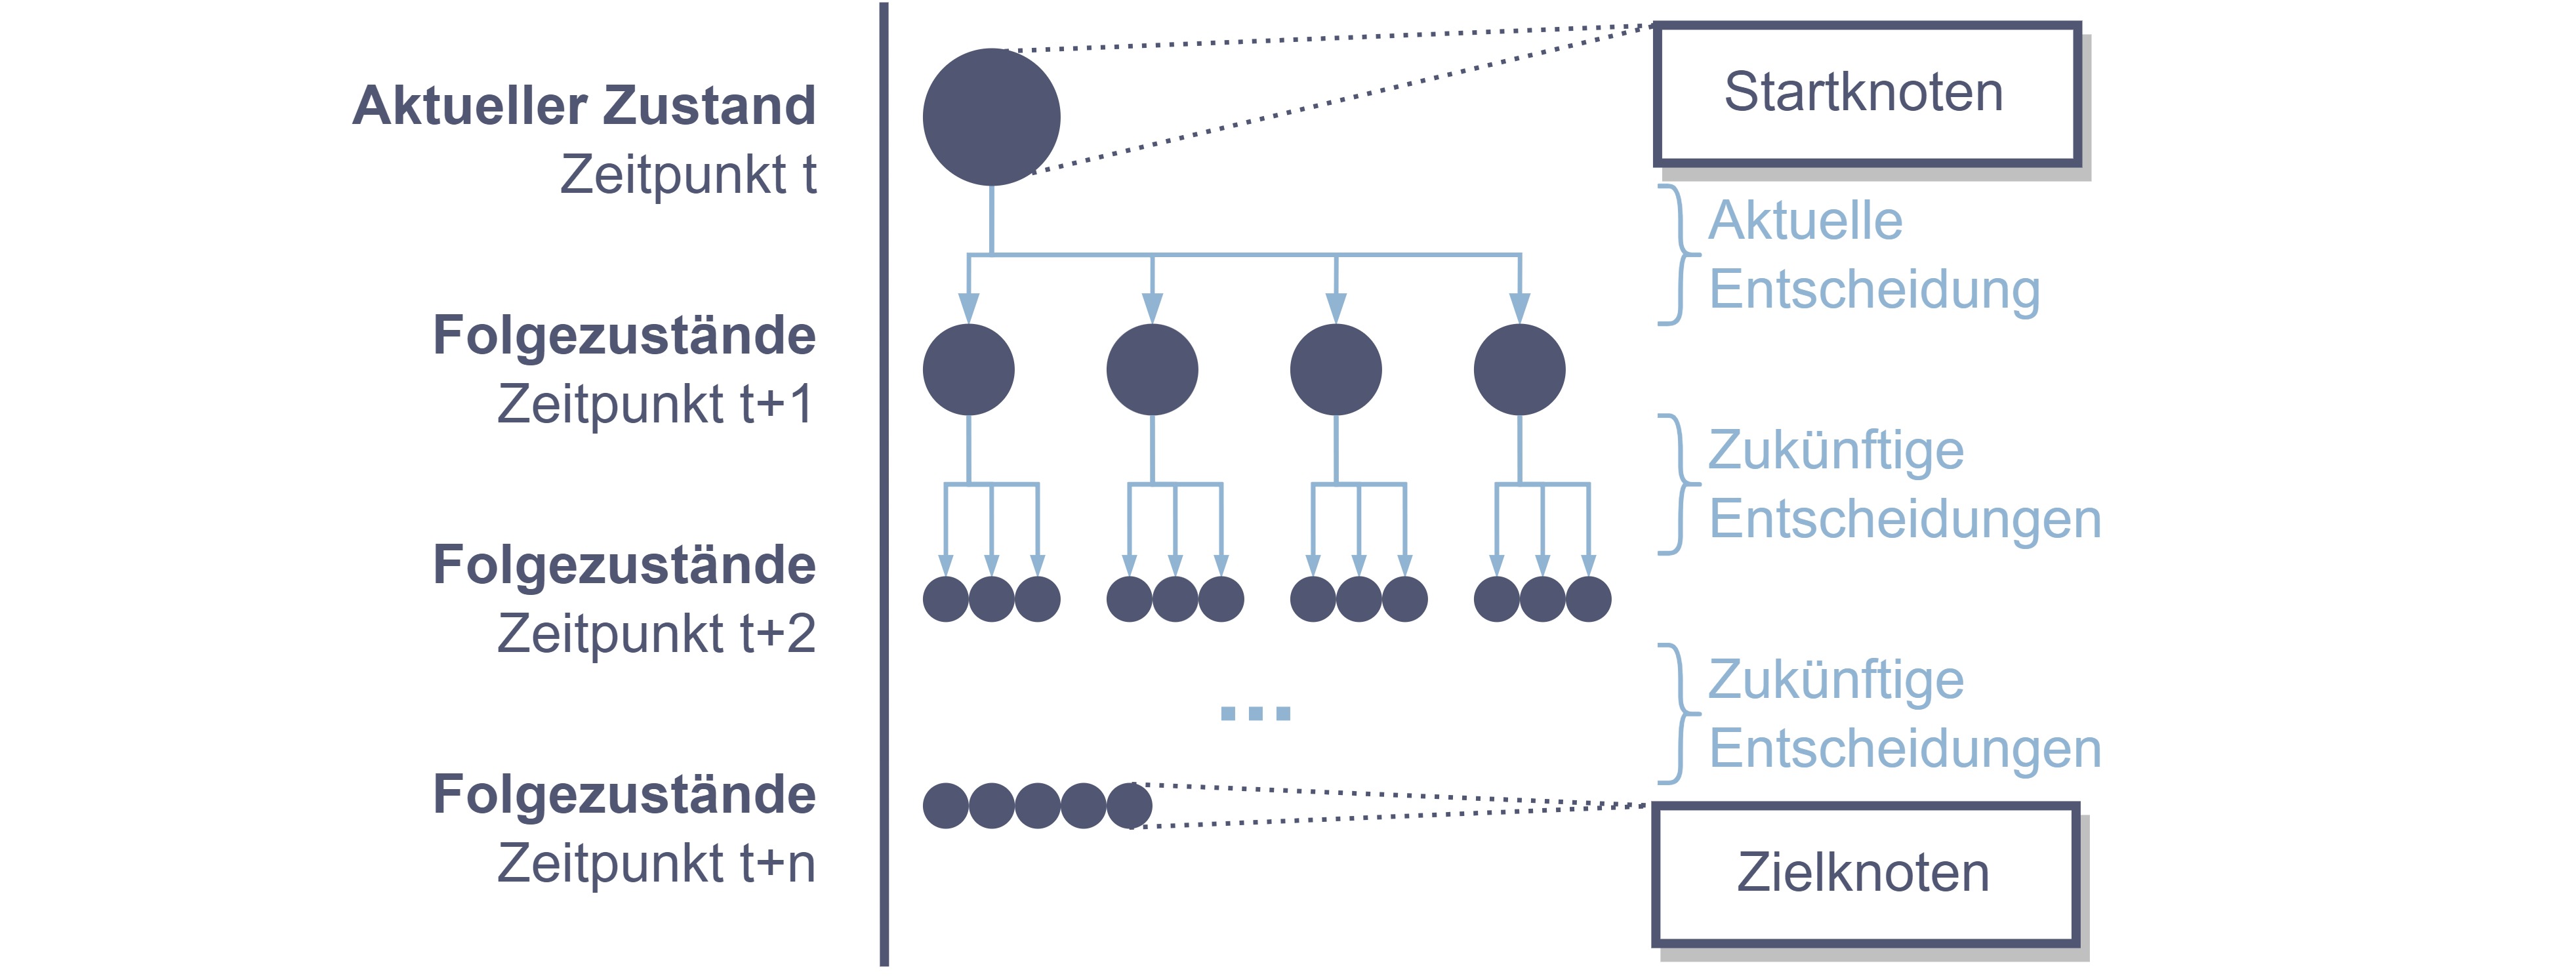 Aktueller Zustand
Zeitpunkt t
Startknoten
Aktuelle
Entscheidung
Folgezustände
Zeitpunkt t+1
Zukünftige
Entscheidungen
Folgezustände
Zeitpunkt t+2
Zukünftige
Entscheidungen
...
Folgezustände
Zeitpunkt t+n
Zielknoten